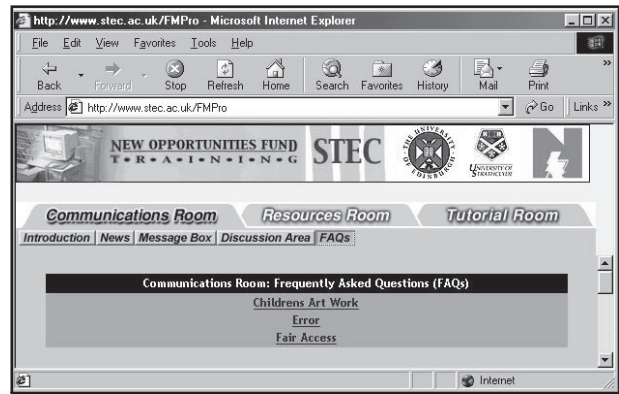 http://www.stec.ac.uk/FMPro - Microsoft Internet Explorer
File Edit View Favorites Tools Help
Back Forward Stop Refresh Home Search Favorites History Mail Print »
Address http://www.stec.ac.uk/FMPro Go Links »
NEW OPPORTUNITIES FUND
T•R•A•I•N•I•N•G
STEC
UNIVERSITY OF EDINBURGH
UNIVERSITY OF
STRATHCLYDE
Communications Room Resources Room Tutorial Room
Introduction News Message Box Discussion Area FAQs
Communications Room: Frequently Asked Questions (FAQs)
Childrens Art Work
Error
Fair Access
Internet